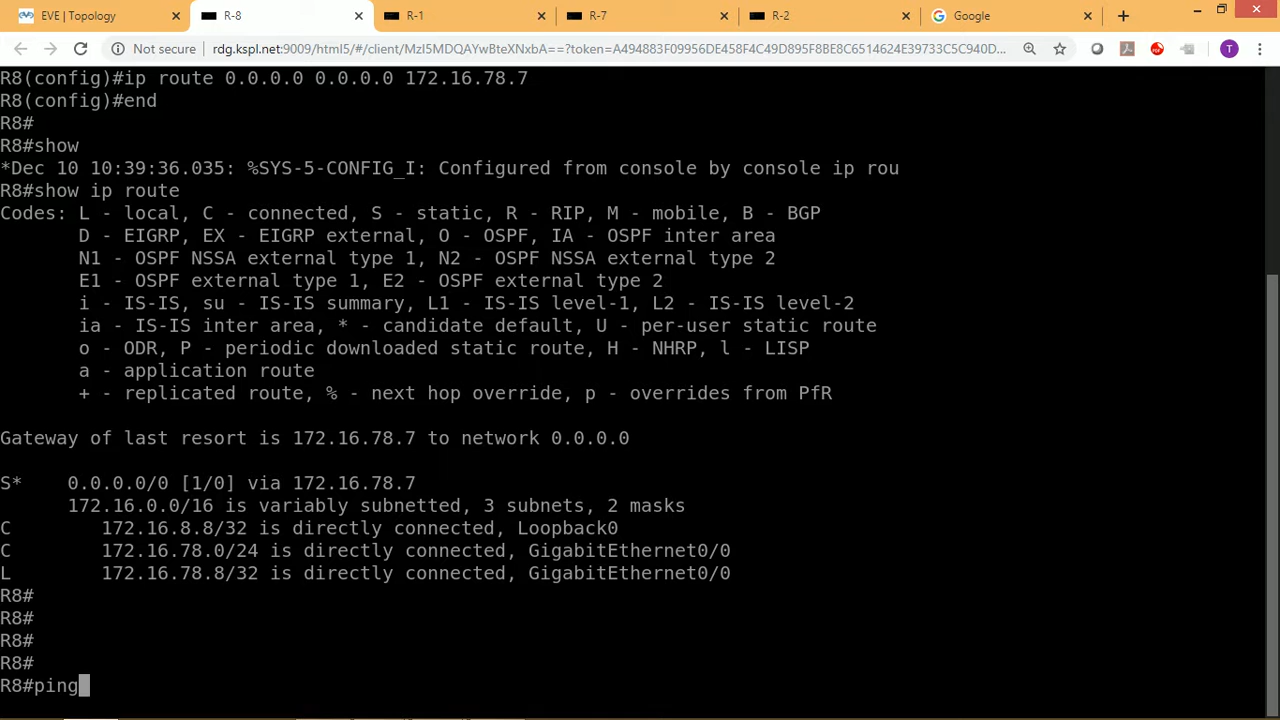 EVE | Topology
R-8
R-1
R-7
R-2
Google
Not secure
rdg.kspl.net:9009/html5/#/client/MzI5MDQAYwBteXNxbA==?token=A494883F09956DE458F4C49D895F8BE8C6514624E39733C5C940D...
T
R8(config)#ip route 0.0.0.0 0.0.0.0 172.16.78.7
R8(config)#end
R8#
R8#show
*Dec 10 10:39:36.035: %SYS-5-CONFIG_I: Configured from console by console ip rou
R8#show ip route
Codes: L - local, C - connected, S - static, R - RIP, M - mobile, B - BGP
D - EIGRP, EX - EIGRP external, O - OSPF, IA - OSPF inter area
N1 - OSPF NSSA external type 1, N2 - OSPF NSSA external type 2
E1 - OSPF external type 1, E2 - OSPF external type 2
i - IS-IS, su - IS-IS summary, L1 - IS-IS level-1, L2 - IS-IS level-2
ia - IS-IS inter area, * - candidate default, U - per-user static route
o - ODR, P - periodic downloaded static route, H - NHRP, l - LISP
a - application route
+ - replicated route, % - next hop override, p - overrides from PfR
Gateway of last resort is 172.16.78.7 to network 0.0.0.0
S* 0.0.0.0/0 [1/0] via 172.16.78.7
172.16.0.0/16 is variably subnetted, 3 subnets, 2 masks
C 172.16.8.8/32 is directly connected, Loopback0
C 172.16.78.0/24 is directly connected, GigabitEthernet0/0
L 172.16.78.8/32 is directly connected, GigabitEthernet0/0
R8#
R8#
R8#
R8#
R8#ping